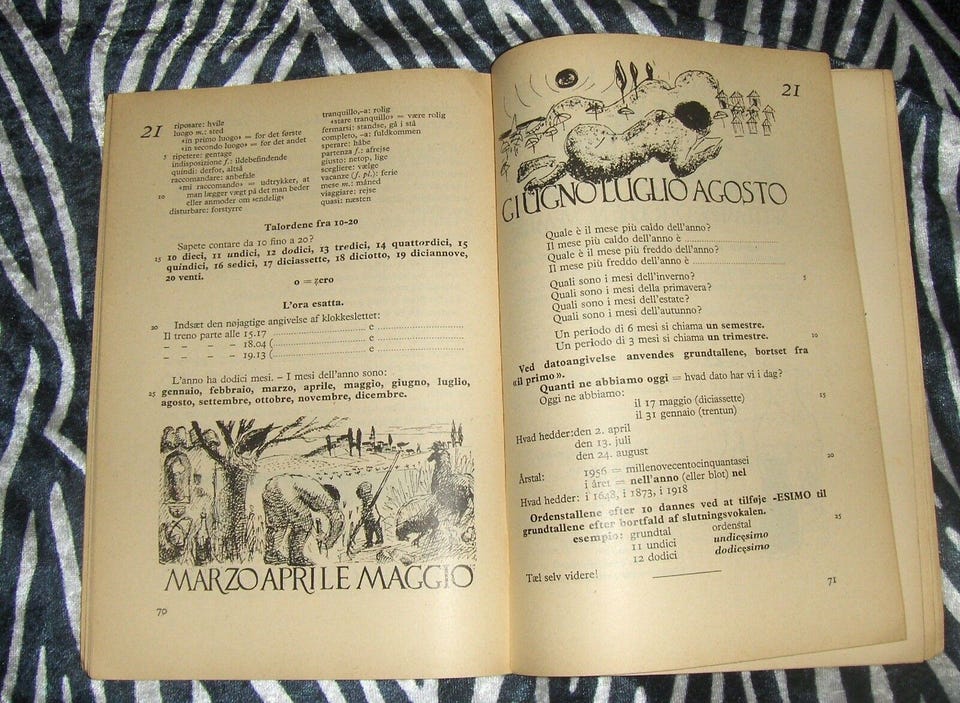 21
riposare: hvile
luogo m.: sted
«in primo luogo» = for det første
«in secondo luogo» = for det andet
5 ripetere: gentage
indisposizione f.: ildebefindende
quindi: derfor, altså
raccomandare: anbefale
«mi raccomando» = udtrykker, at
10 man lægger vægt på det man beder
eller anmoder om »endelig«
disturbare: forstyrre
tranquillo,-a: rolig
«stare tranquillo» = være rolig
fermarsi: standse, gå i stå
completo, -a: fuldkommen
sperare: håbe
partenza f.: afrejse
giusto: netop, lige
scegliere: vælge
vacanze (f. pl.): ferie
mese m.: måned
viaggiare: rejse
quasi: næsten
Talordene fra 10-20
Sapete contare da 10 fino a 20?
15 10 dieci, 11 undici, 12 dodici, 13 tredici, 14 quattordici, 15
quindici, 16 sedici, 17 diciassette, 18 diciotto, 19 diciannove,
20 venti.
0 = zero
L'ora esatta.
20 Indsæt den nøjagtige angivelse af klokkeslettet:
Il treno parte alle 15.17 ........ e ........
– – – – 18.04 (........ e ........
– – – – 19.13 (........ e ........
L'anno ha dodici mesi. – I mesi dell'anno sono:
25 gennaio, febbraio, marzo, aprile, maggio, giugno, luglio,
agosto, settembre, ottobre, novembre, dicembre.
MARZO APRILE MAGGIO
70
21
GIUGNO LUGLIO AGOSTO
Quale è il mese più caldo dell'anno?
Il mese più caldo dell'anno è ........
Quale è il mese più freddo dell'anno?
Il mese più freddo dell'anno è ........
Quali sono i mesi dell'inverno? 5
Quali sono i mesi della primavera?
Quali sono i mesi dell'estate?
Quali sono i mesi dell'autunno?
Un periodo di 6 mesi si chiama un semestre.
Un periodo di 3 mesi si chiama un trimestre. 10
Ved datoangivelse anvendes grundtallene, bortset fra
«il primo».
Quanti ne abbiamo oggi = hvad dato har vi i dag?
Oggi ne abbiamo:
il 17 maggio (diciassette) 15
il 31 gennaio (trentun)
Hvad hedder: den 2. april
den 13. juli
den 24. august
Årstal: 1956 = millenovecentocinquantasei 20
i året = nell'anno (eller blot) nel
Hvad hedder: i 1648, i 1873, i 1918
Ordenstallene efter 10 dannes ved at tilføje -ESIMO til
grundtallene efter bortfald af slutningsvokalen.
esempio: grundtal ordenstal 25
11 undici undicesimo
12 dodici dodicesimo
Tæl selv videre!
71